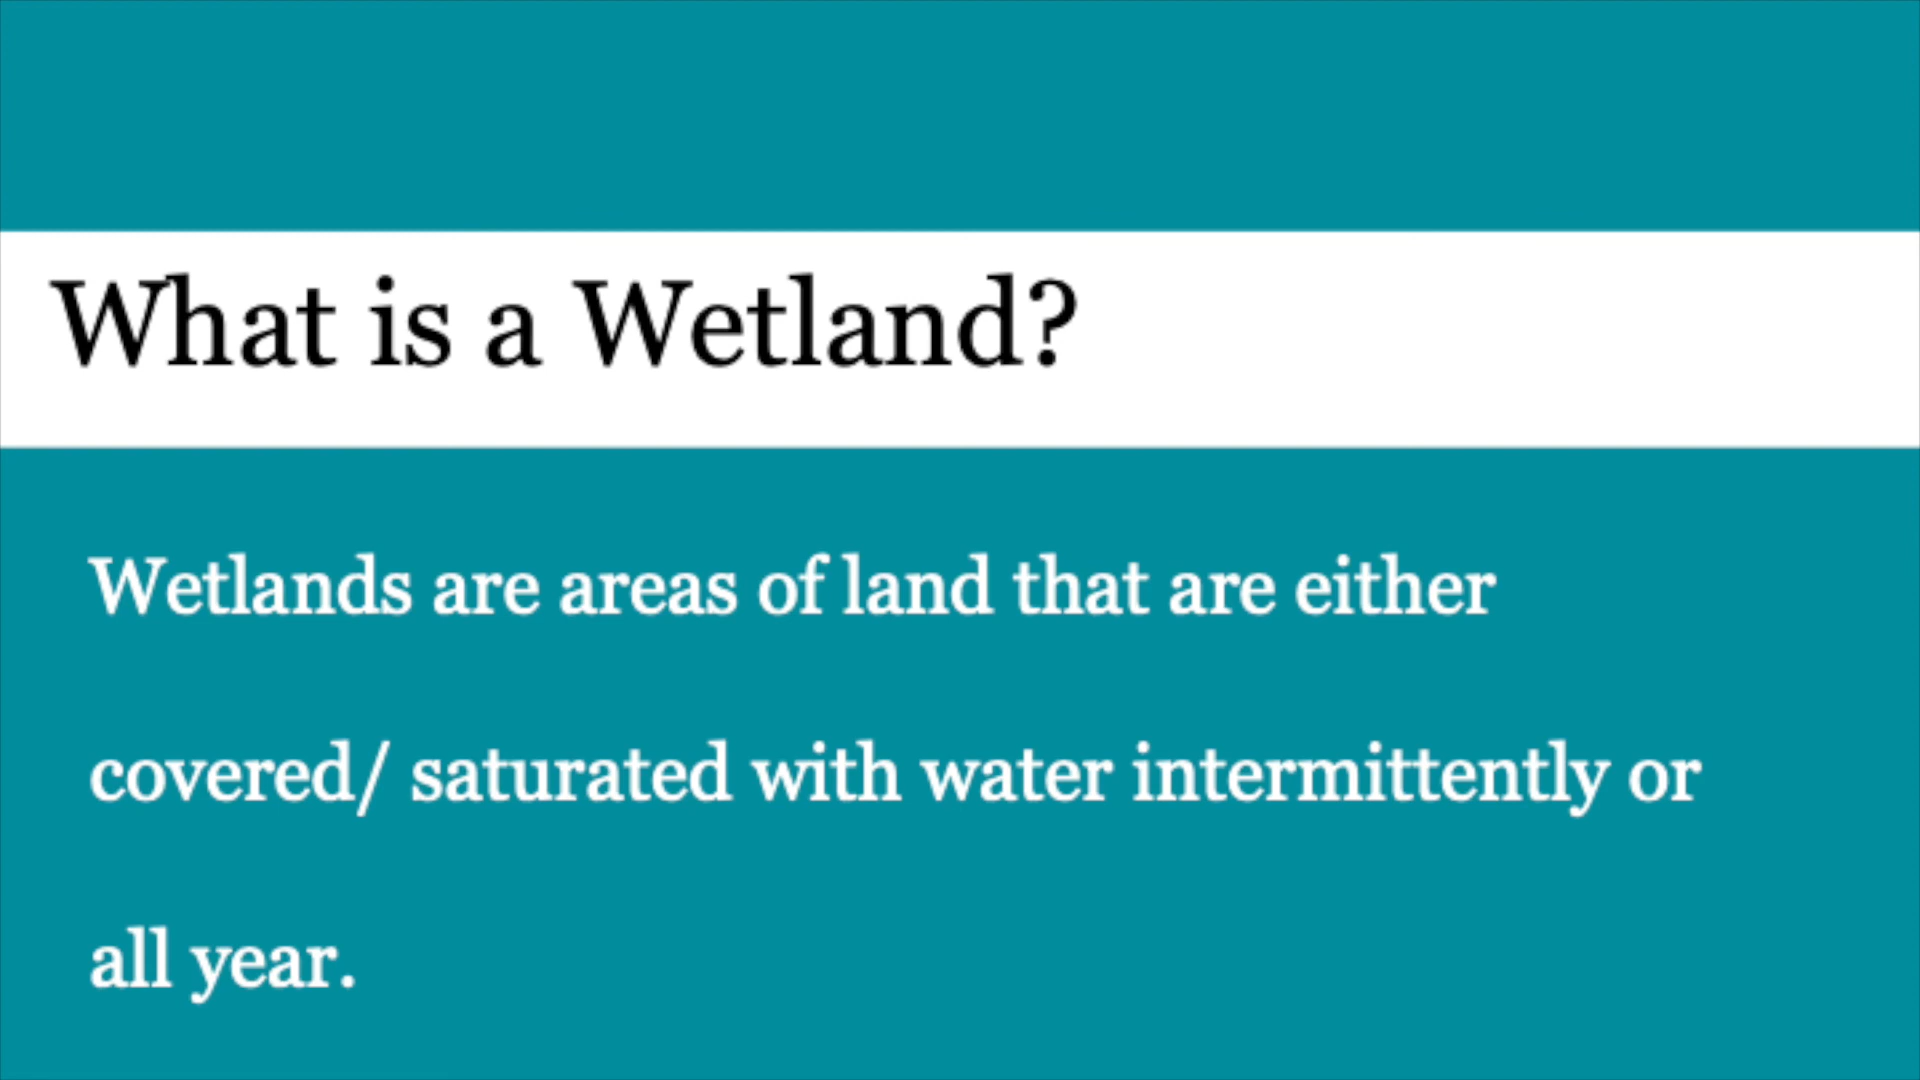 What is a Wetland?
Wetlands are areas of land that are either
covered/ saturated with water intermittently or
all year.